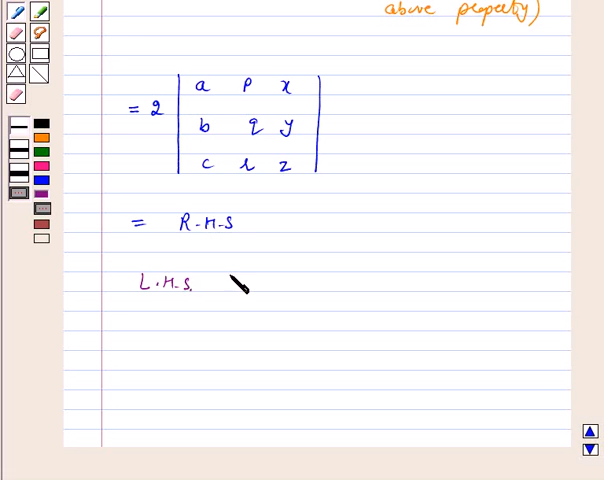 above property)
a p x
= 2 b q y
c r z
= R.H.S
L.H.S.